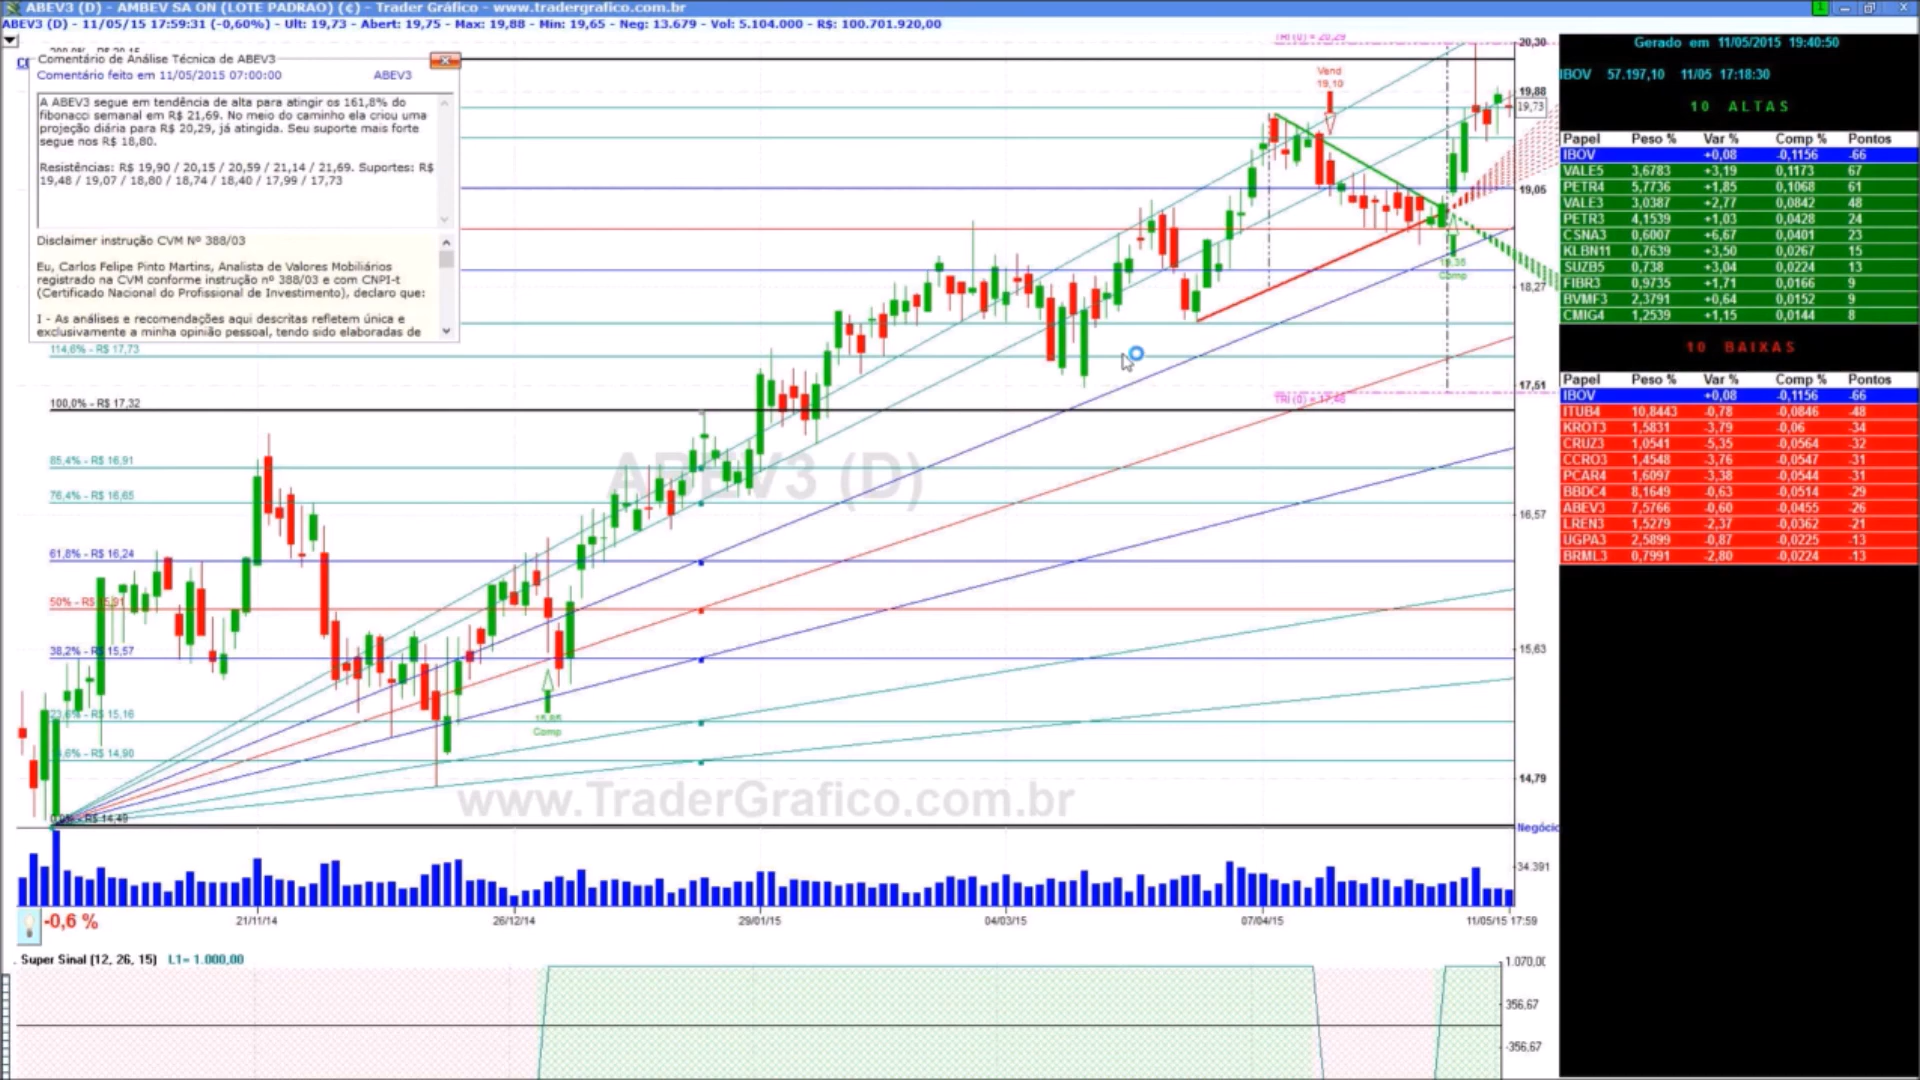 ABEV3 (D) - AMBEV SA ON (LOTE PADRAO) (c) - Trader Gráfico - www.tradergrafico.com.br
ABEV3 (D) - 11/05/15 17:59:31 (-0,60%) - Ult: 19,73 - Abert: 19,75 - Max: 19,88 - Min: 19,65 - Neg: 13.679 - Vol: 5.104.000 - R$: 100.701.920,00
Comentário de Análise Técnica de ABEV3
Comentário feito em 11/05/2015 07:00:00 ABEV3
A ABEV3 segue em tendência de alta para atingir os 161,8% do
fibonacci semanal em R$ 21,69. No meio do caminho ela criou uma
projeção diária para R$ 20,29, já atingida. Seu suporte mais forte
segue nos R$ 18,80.
Resistências: R$ 19,90 / 20,15 / 20,59 / 21,14 / 21,69. Suportes: R$
19,48 / 19,07 / 18,80 / 18,74 / 18,40 / 17,99 / 17,73
Disclaimer instrução CVM Nº 388/03
Eu, Carlos Felipe Pinto Martins, Analista de Valores Mobiliários
registrado na CVM conforme instrução nº 388/03 e com CNPI-t
(Certificado Nacional do Profissional de Investimento), declaro que:
I - As análises e recomendações aqui descritas refletem única e
exclusivamente a minha opinião pessoal, tendo sido elaboradas de
114,6% - R$ 17,73
100,0% - R$ 17,32
85,4% - R$ 16,91
76,4% - R$ 16,65
61,8% - R$ 16,24
50% - R$ 15,91
38,2% - R$ 15,57
23,6% - R$ 15,16
R$ 14,90
0,0% - R$ 14,49
TRI (0) = 20,29
Vend
19,10
Comp
TRI (0) = 17,48
Comp
ABEV3 (D)
www.TraderGrafico.com.br
20,30
19,88
19,73
19,05
18,27
17,51
16,57
15,63
14,79
Negócio
34.391
21/11/14 26/12/14 29/01/15 04/03/15 07/04/15 11/05/15 17:59
-0,6 %
. Super Sinal (12, 26, 15) L1= 1.000,00
1.070,00
356,67
-356,67
1
Gerado em 11/05/2015 19:40:50
IBOV 57.197,10 11/05 17:18:30
10 ALTAS
Papel Peso % Var % Comp % Pontos
IBOV +0,08 -0,1156 -66
VALE5 3,6783 +3,19 0,1173 67
PETR4 5,7736 +1,85 0,1068 61
VALE3 3,0387 +2,77 0,0842 48
PETR3 4,1539 +1,03 0,0428 24
CSNA3 0,6007 +6,67 0,0401 23
KLBN11 0,7639 +3,50 0,0267 15
SUZB5 0,738 +3,04 0,0224 13
FIBR3 0,9735 +1,71 0,0166 9
BVMF3 2,3791 +0,64 0,0152 9
CMIG4 1,2539 +1,15 0,0144 8
10 BAIXAS
Papel Peso % Var % Comp % Pontos
IBOV +0,08 -0,1156 -66
ITUB4 10,8443 -0,78 -0,0846 -48
KROT3 1,5831 -3,79 -0,06 -34
CRUZ3 1,0541 -5,35 -0,0564 -32
CCRO3 1,4548 -3,76 -0,0547 -31
PCAR4 1,6097 -3,38 -0,0544 -31
BBDC4 8,1649 -0,63 -0,0514 -29
ABEV3 7,5766 -0,60 -0,0455 -26
LREN3 1,5279 -2,37 -0,0362 -21
UGPA3 2,5899 -0,87 -0,0225 -13
BRML3 0,7991 -2,80 -0,0224 -13